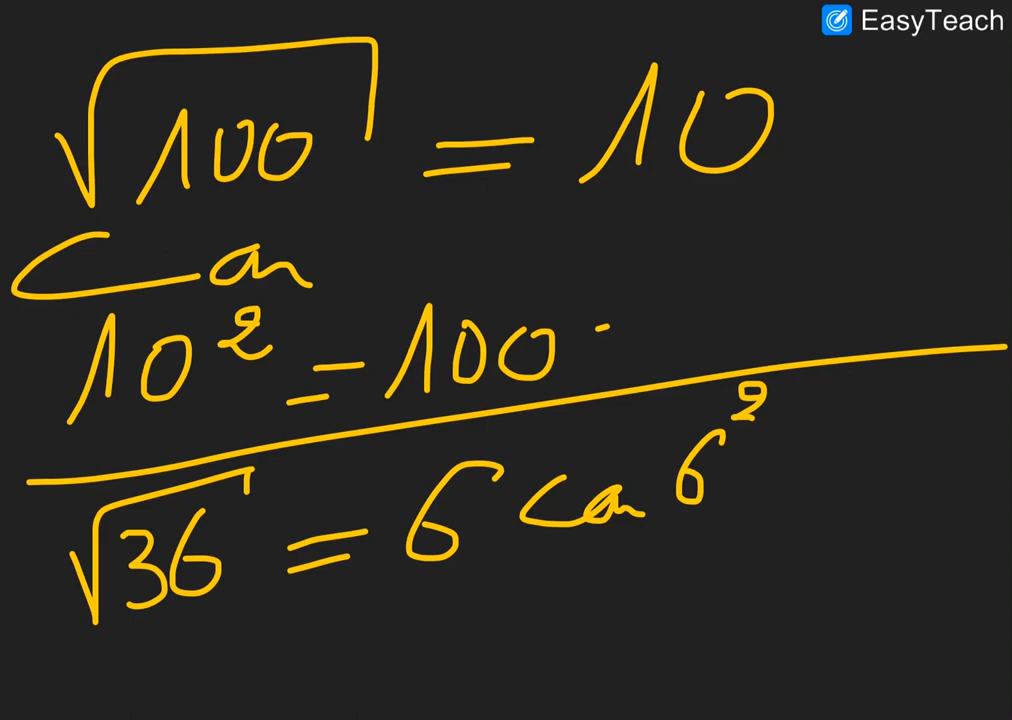 EasyTeach
√100 = 10
Can
10² = 100
√36 = 6 can 6²